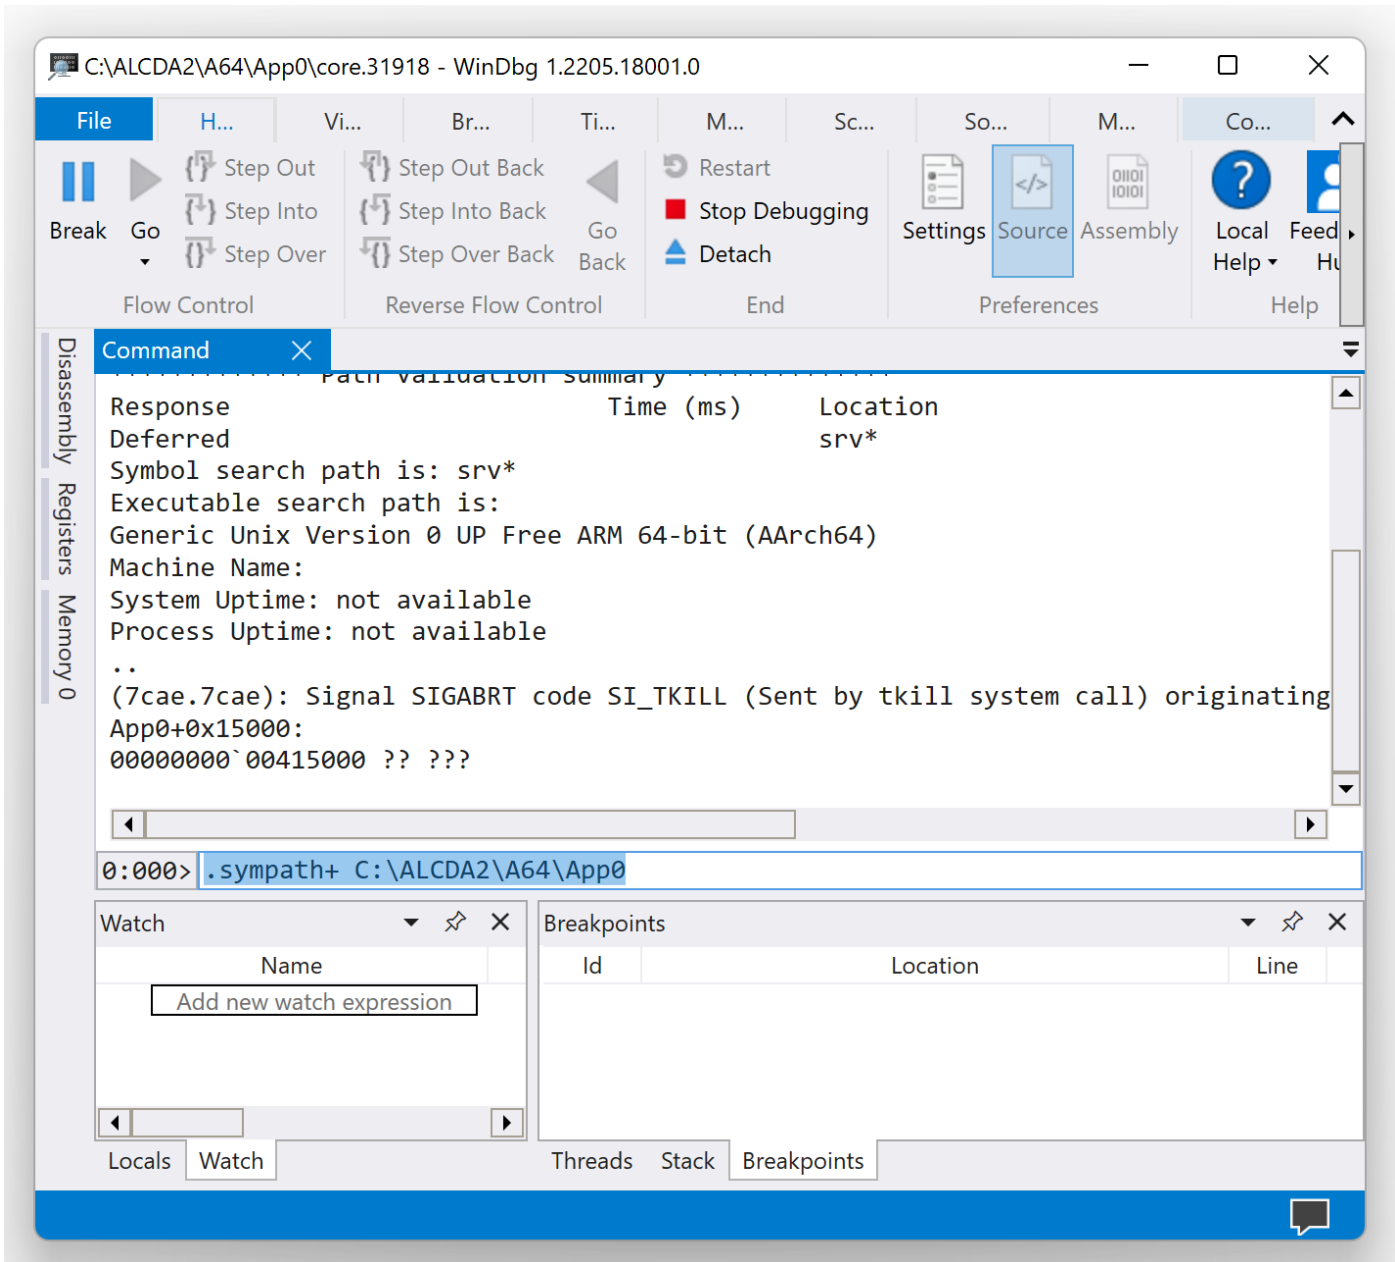 C:\ALCDA2\A64\App0\core.31918 - WinDbg 1.2205.18001.0
File H... Vi... Br... Ti... M... Sc... So... M... Co...
Break
Go
Step Out
Step Into
Step Over
Flow Control
Step Out Back
Step Into Back
Step Over Back
Go
Back
Reverse Flow Control
Restart
Stop Debugging
Detach
End
Settings
Source
</>
Assembly
Preferences
Local
Help
Feed
Hu
Help
Disassembly
Registers
Memory 0
Command
Path validation summary
Response Time (ms) Location
Deferred srv*
Symbol search path is: srv*
Executable search path is:
Generic Unix Version 0 UP Free ARM 64-bit (AArch64)
Machine Name:
System Uptime: not available
Process Uptime: not available
..
(7cae.7cae): Signal SIGABRT code SI_TKILL (Sent by tkill system call) originating
App0+0x15000:
00000000`00415000 ?? ???
0:000> .sympath+ C:\ALCDA2\A64\App0
Watch
Name
Add new watch expression
Locals Watch
Breakpoints
Id Location Line
Threads Stack Breakpoints